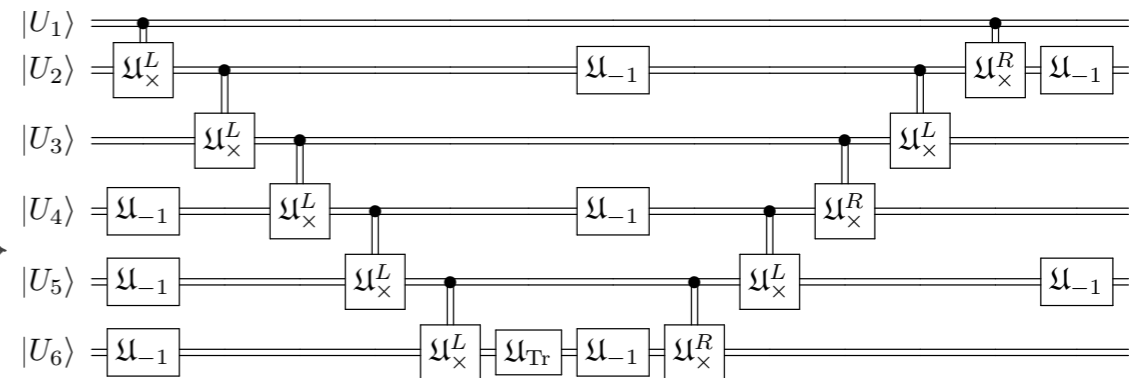 |U₁⟩
|U₂⟩ 𝔘ₓᴸ 𝔘₋₁ 𝔘ₓᴿ 𝔘₋₁
|U₃⟩ 𝔘ₓᴸ 𝔘ₓᴸ
|U₄⟩ 𝔘₋₁ 𝔘ₓᴸ 𝔘₋₁ 𝔘ₓᴿ
|U₅⟩ 𝔘₋₁ 𝔘ₓᴸ 𝔘ₓᴸ 𝔘₋₁
|U₆⟩ 𝔘₋₁ 𝔘ₓᴸ 𝔘_Tr 𝔘₋₁ 𝔘ₓᴿ